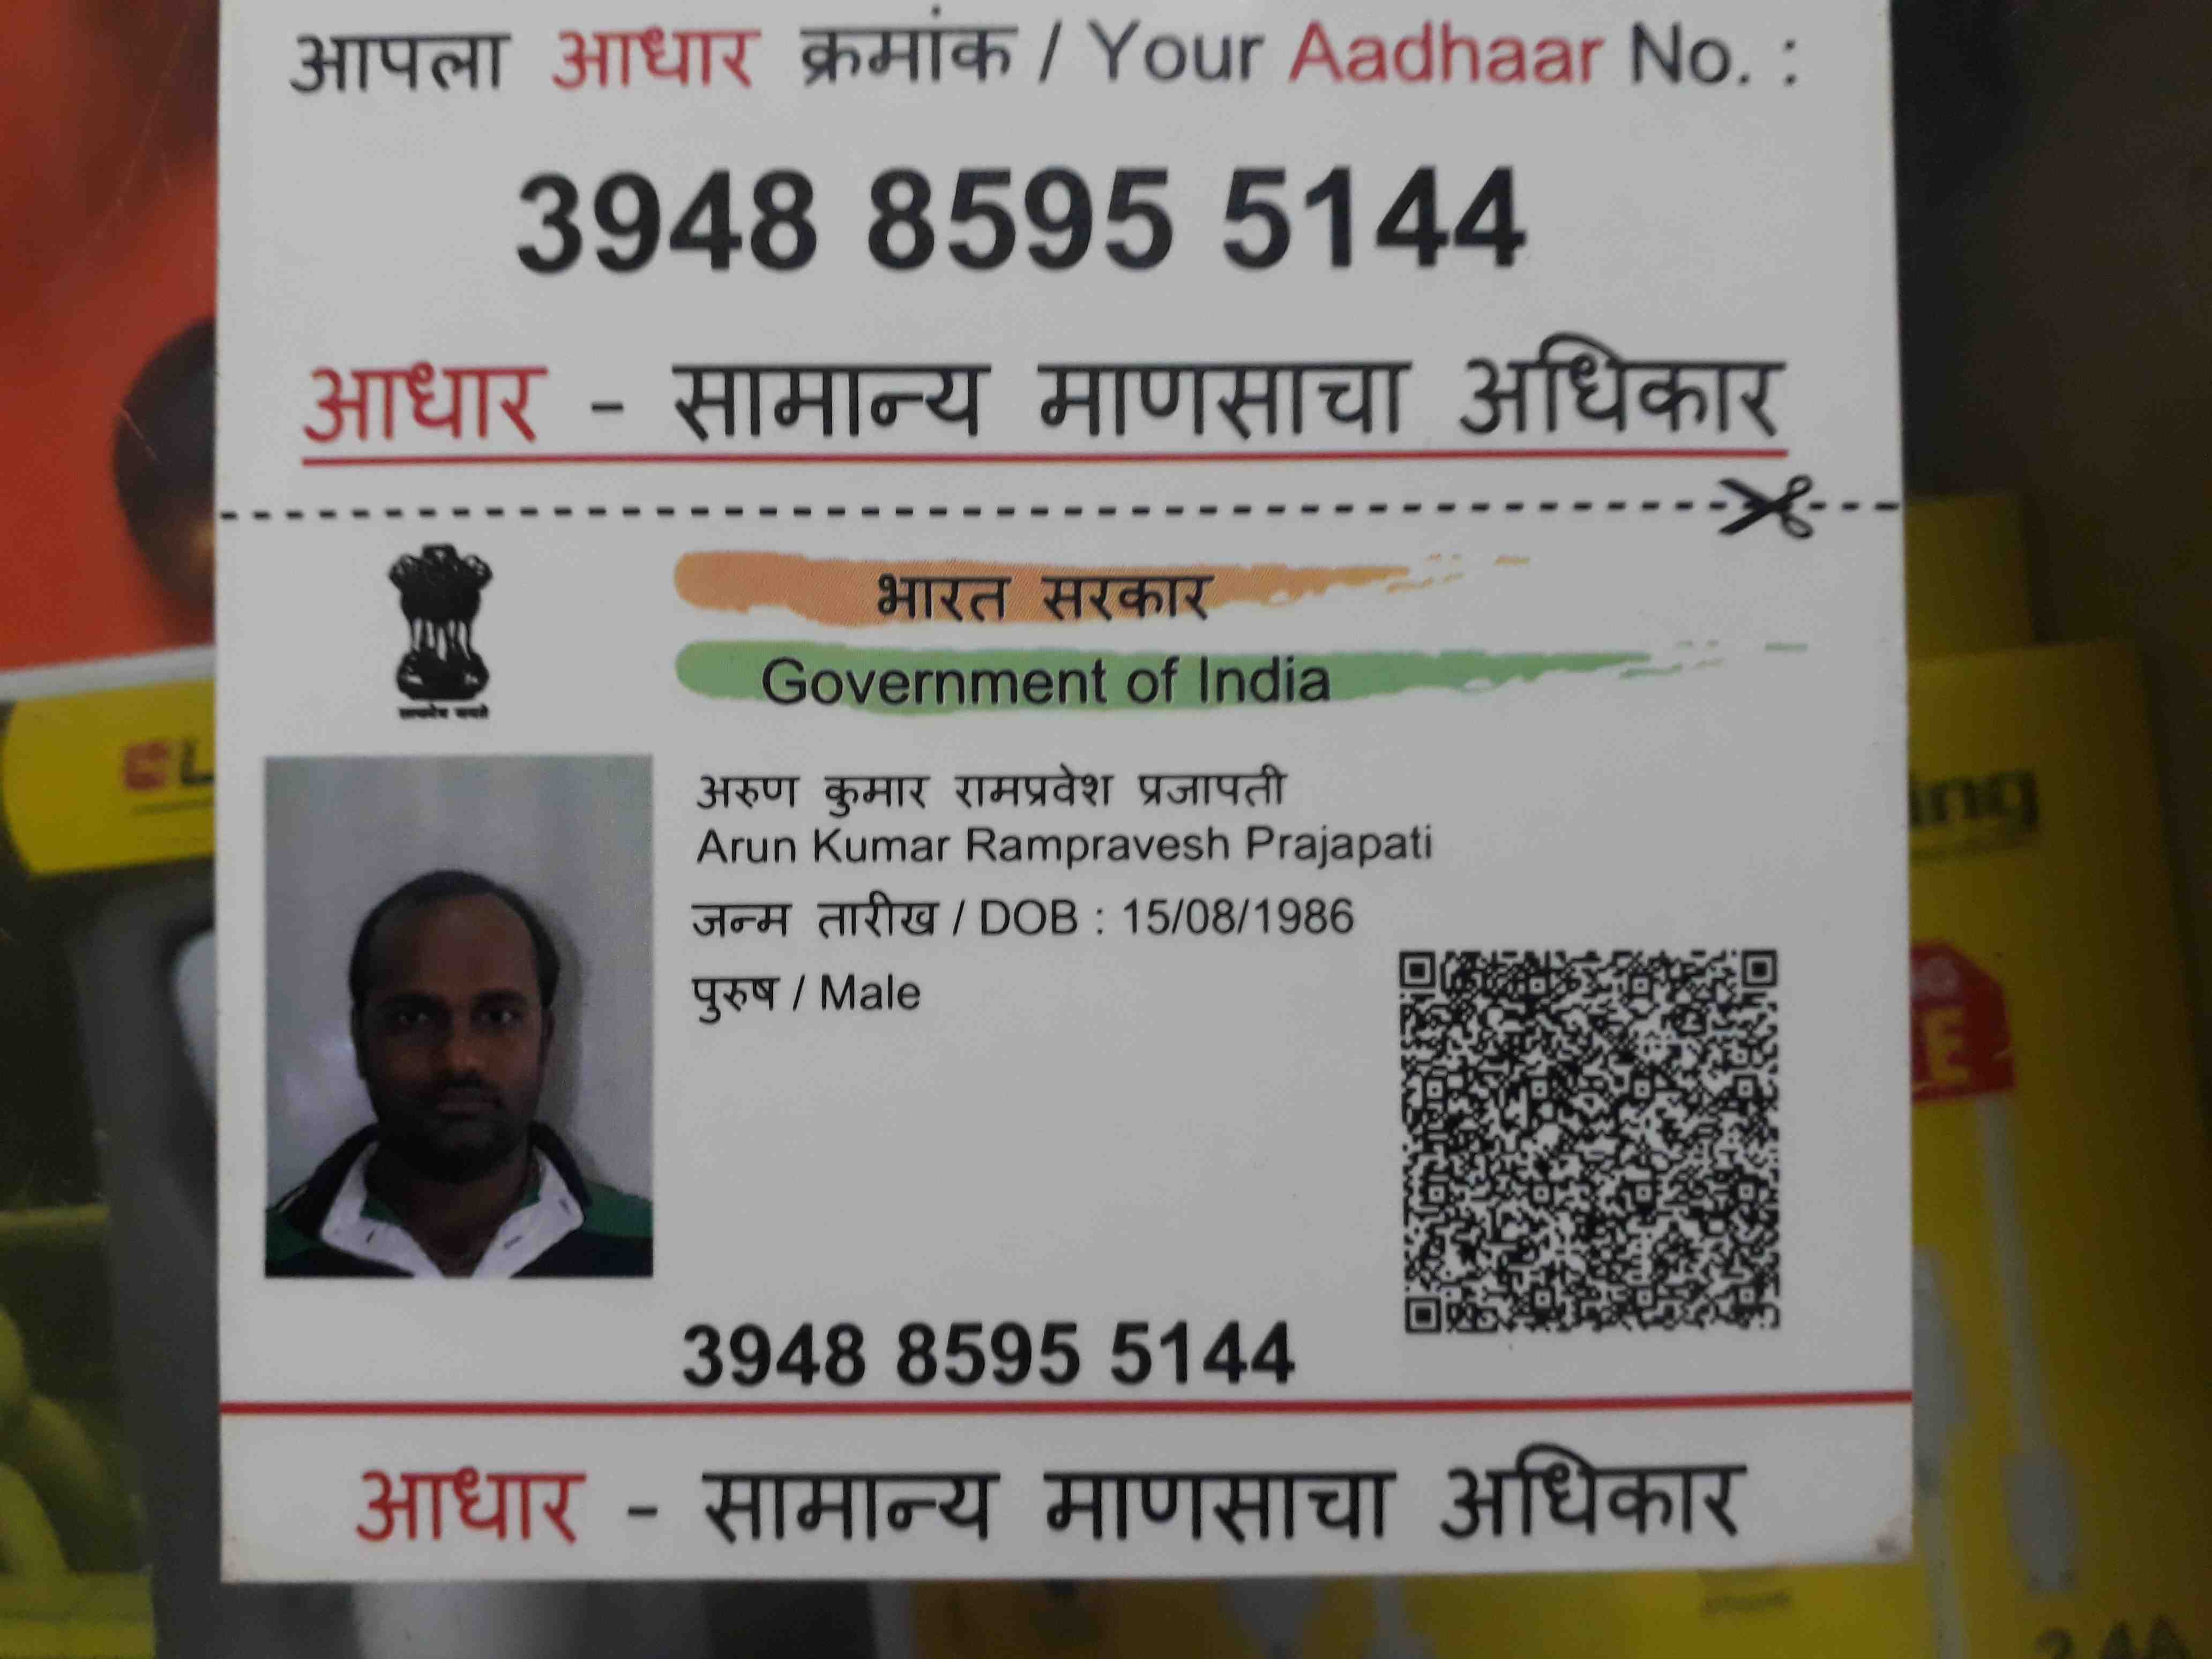 आपला आधार क्रमांक / Your Aadhaar No. :
3948 8595 5144
आधार - सामान्य माणसाचा अधिकार
भारत सरकार
Government of India
सत्यमेव जयते
अरुण कुमार रामप्रवेश प्रजापती
Arun Kumar Rampravesh Prajapati
जन्म तारीख / DOB : 15/08/1986
पुरुष / Male
3948 8595 5144
आधार - सामान्य माणसाचा अधिकार